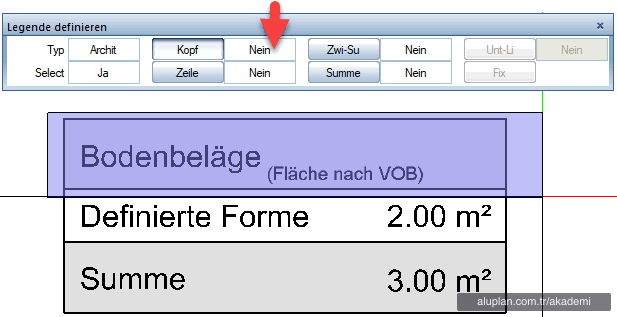 Legende definieren
Typ Archit Kopf Nein Zwi-Su Nein Unt-Li Nein
Select Ja Zeile Nein Summe Nein Fix
Bodenbeläge (Fläche nach VOB)
Definierte Forme 2.00 m²
Summe 3.00 m²
aluplan.com.tr/akademi